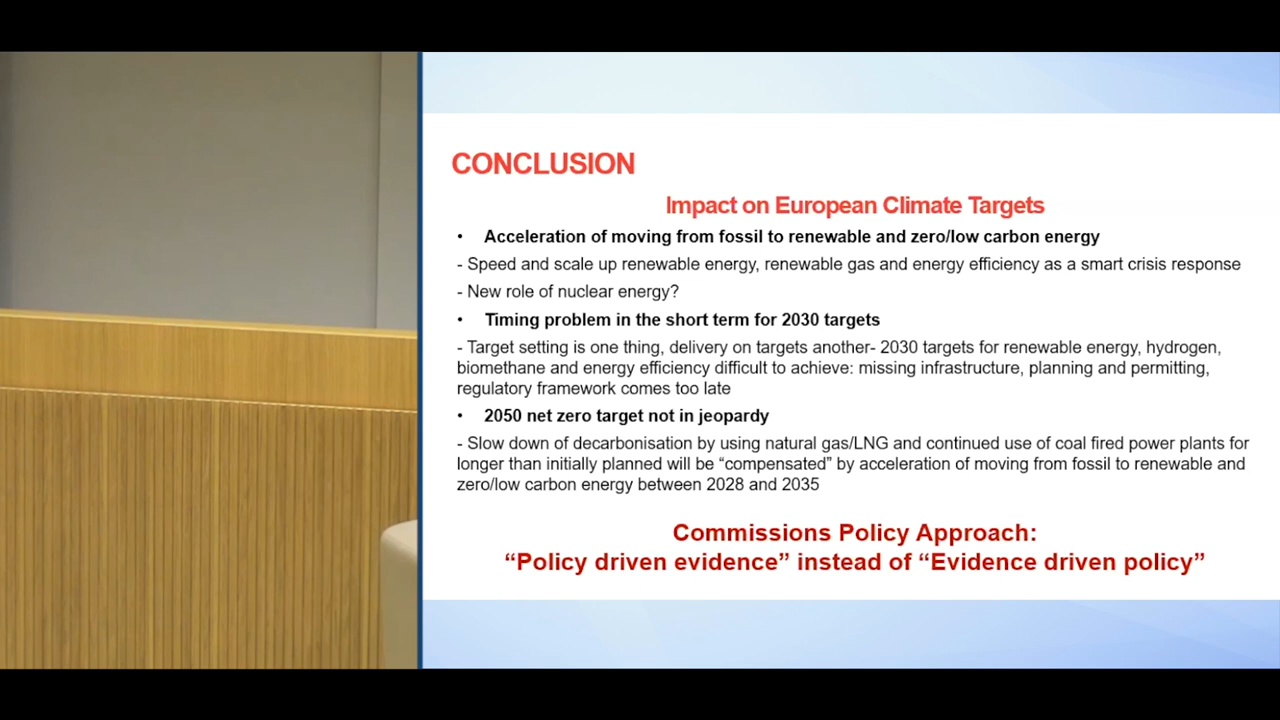 CONCLUSION
Impact on European Climate Targets
• Acceleration of moving from fossil to renewable and zero/low carbon energy
- Speed and scale up renewable energy, renewable gas and energy efficiency as a smart crisis response
- New role of nuclear energy?
• Timing problem in the short term for 2030 targets
- Target setting is one thing, delivery on targets another- 2030 targets for renewable energy, hydrogen,
biomethane and energy efficiency difficult to achieve: missing infrastructure, planning and permitting,
regulatory framework comes too late
• 2050 net zero target not in jeopardy
- Slow down of decarbonisation by using natural gas/LNG and continued use of coal fired power plants for
longer than initially planned will be “compensated” by acceleration of moving from fossil to renewable and
zero/low carbon energy between 2028 and 2035
Commissions Policy Approach:
“Policy driven evidence” instead of “Evidence driven policy”